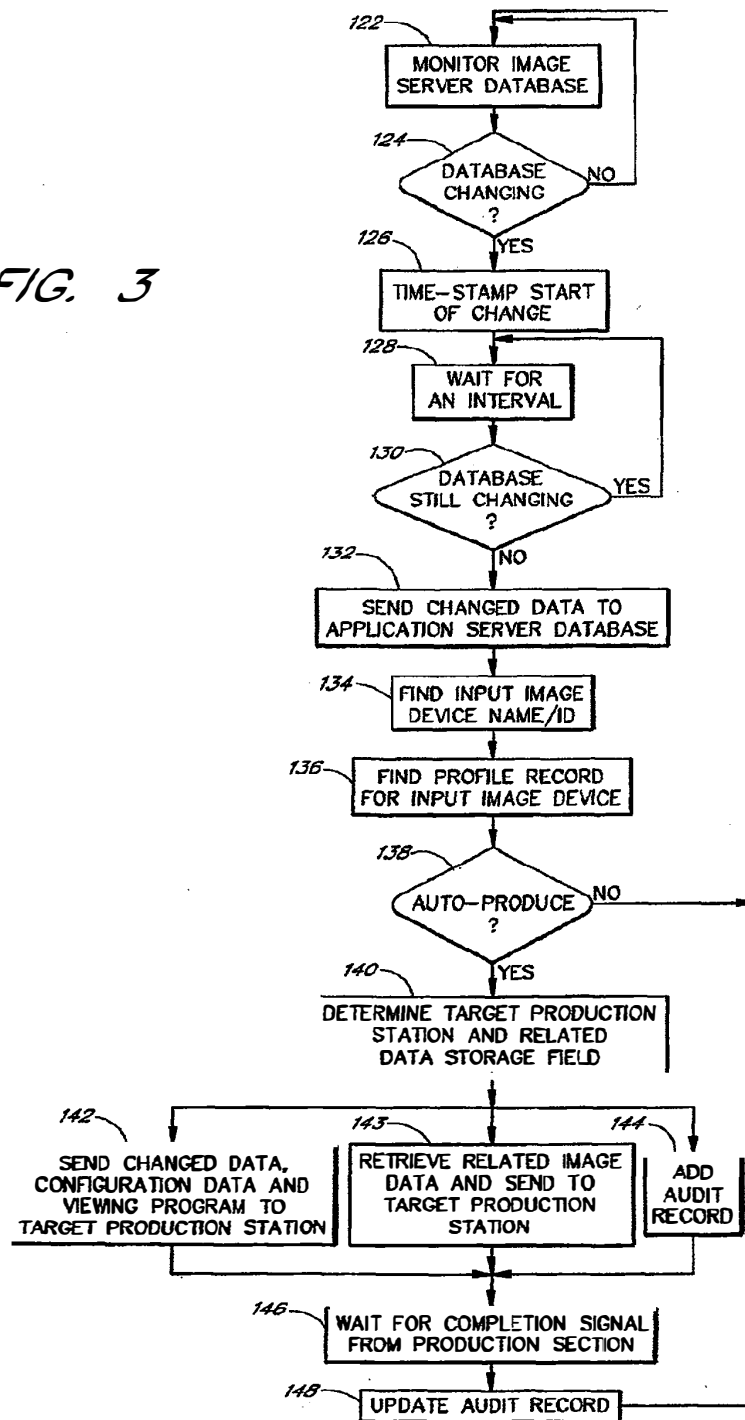 122
MONITOR IMAGE
SERVER DATABASE
124
DATABASE
CHANGING
?
NO
YES
FIG. 3
126
TIME-STAMP START
OF CHANGE
128
WAIT FOR
AN INTERVAL
130
DATABASE
STILL CHANGING
?
YES
NO
132
SEND CHANGED DATA TO
APPLICATION SERVER DATABASE
134
FIND INPUT IMAGE
DEVICE NAME/ID
136
FIND PROFILE RECORD
FOR INPUT IMAGE DEVICE
138
AUTO-PRODUCE
?
NO
YES
140
DETERMINE TARGET PRODUCTION
STATION AND RELATED
DATA STORAGE FIELD
142
SEND CHANGED DATA,
CONFIGURATION DATA AND
VIEWING PROGRAM TO
TARGET PRODUCTION STATION
143
RETRIEVE RELATED IMAGE
DATA AND SEND TO
TARGET PRODUCTION
STATION
144
ADD
AUDIT
RECORD
146
WAIT FOR COMPLETION SIGNAL
FROM PRODUCTION SECTION
148
UPDATE AUDIT RECORD